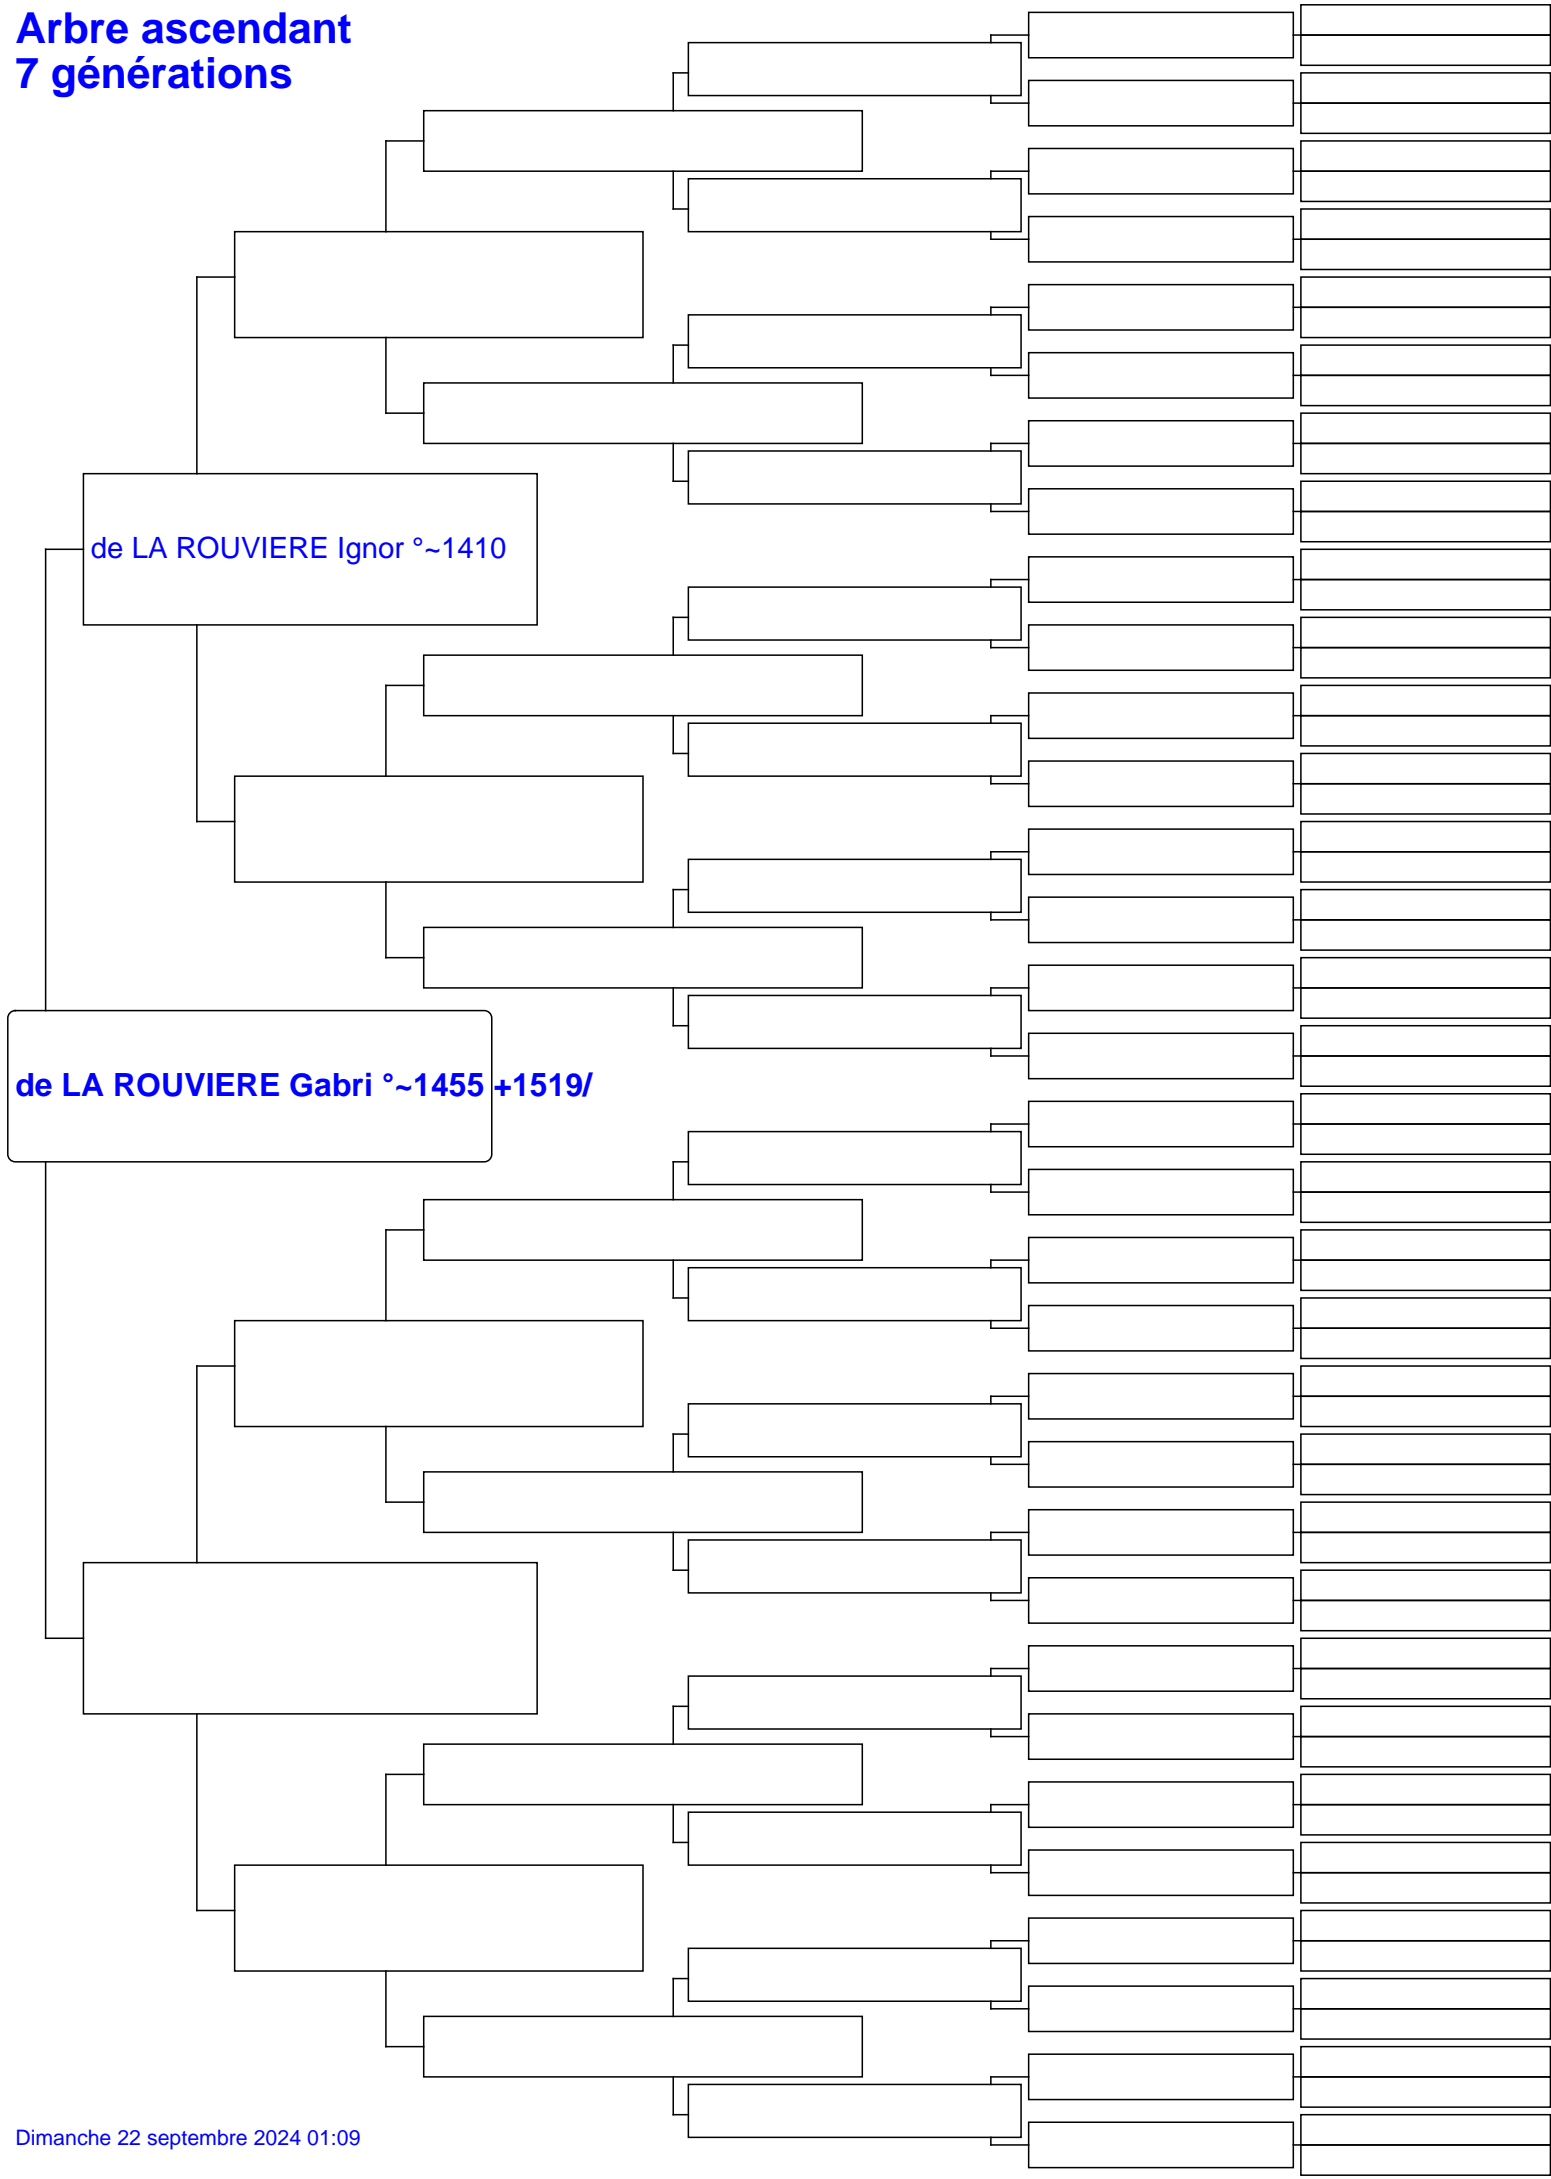 Arbre ascendant
7 générations
de LA ROUVIERE Ignor °~1410
de LA ROUVIERE Gabri °~1455 +1519/
Dimanche 22 septembre 2024 01:09